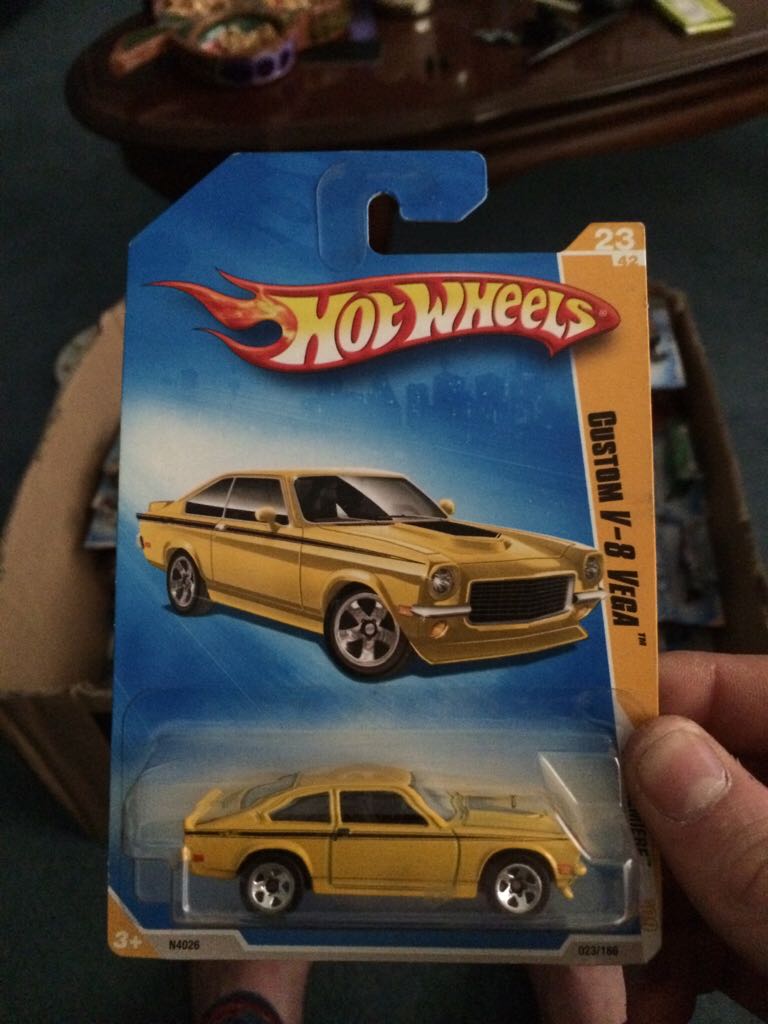 23
42
HOT WHEELS®
CUSTOM V-8 VEGA™
3+
N4026
023/166